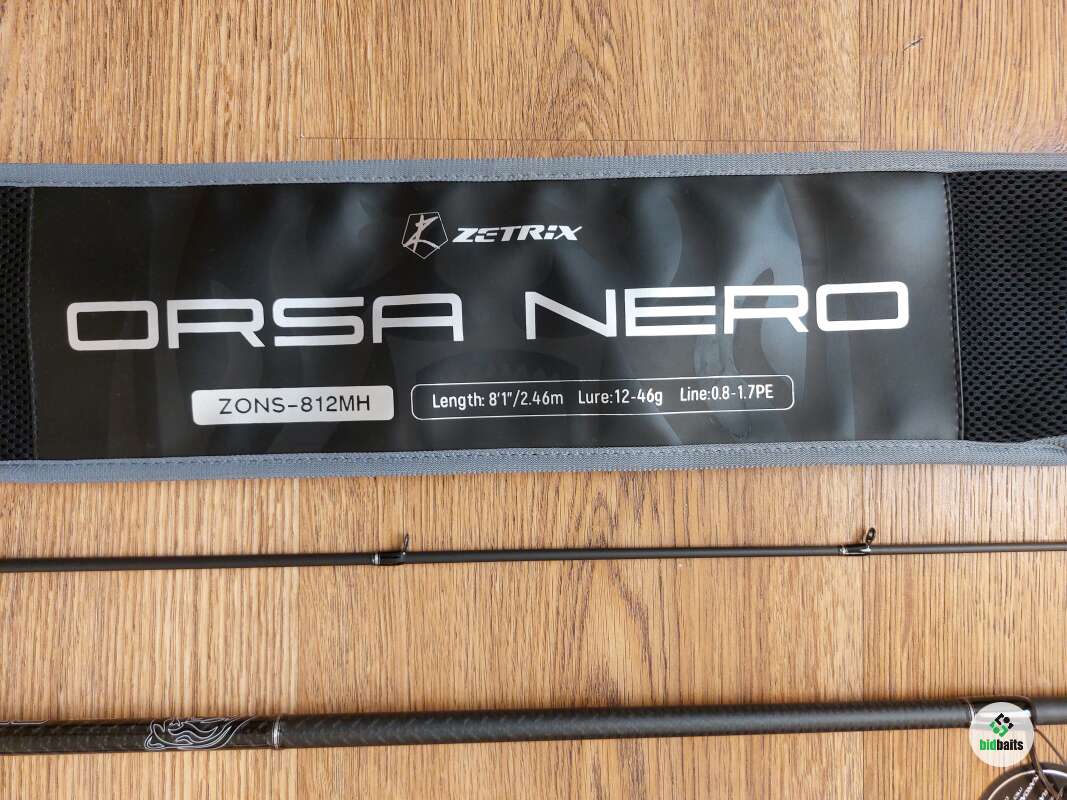 ZETRIX
ORSA NERO
ZONS-812MH
Length: 8'1"/2.46m Lure:12-46g Line:0.8-1.7PE
bidbaits